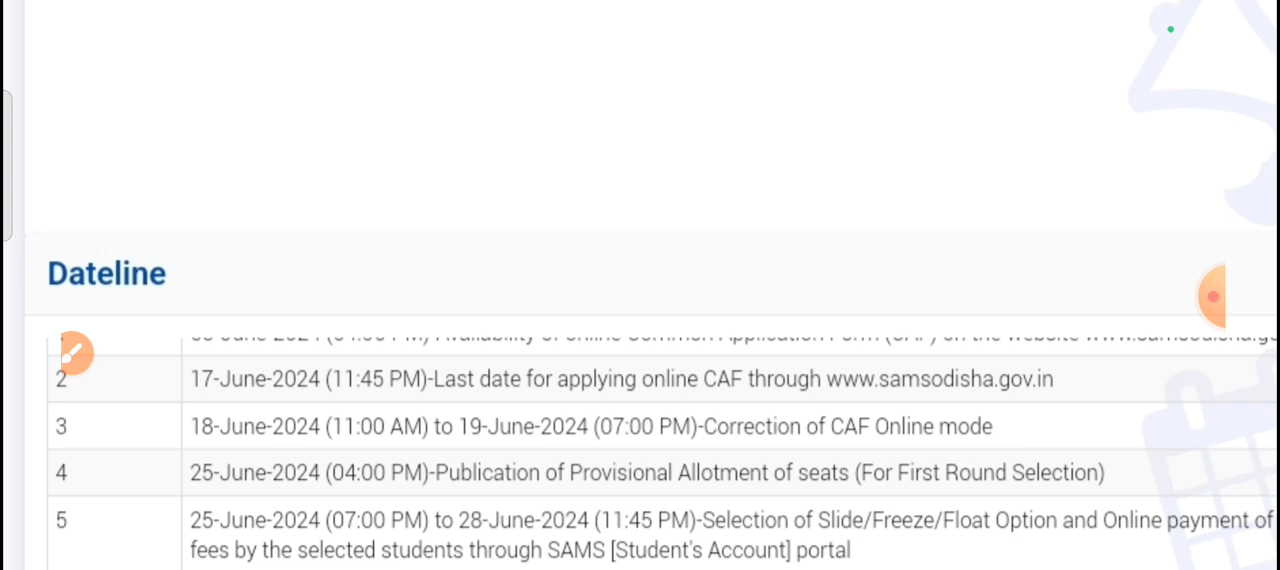 Dateline
2 17-June-2024 (11:45 PM)-Last date for applying online CAF through www.samsodisha.gov.in
3 18-June-2024 (11:00 AM) to 19-June-2024 (07:00 PM)-Correction of CAF Online mode
4 25-June-2024 (04:00 PM)-Publication of Provisional Allotment of seats (For First Round Selection)
5 25-June-2024 (07:00 PM) to 28-June-2024 (11:45 PM)-Selection of Slide/Freeze/Float Option and Online payment of
fees by the selected students through SAMS [Student's Account] portal